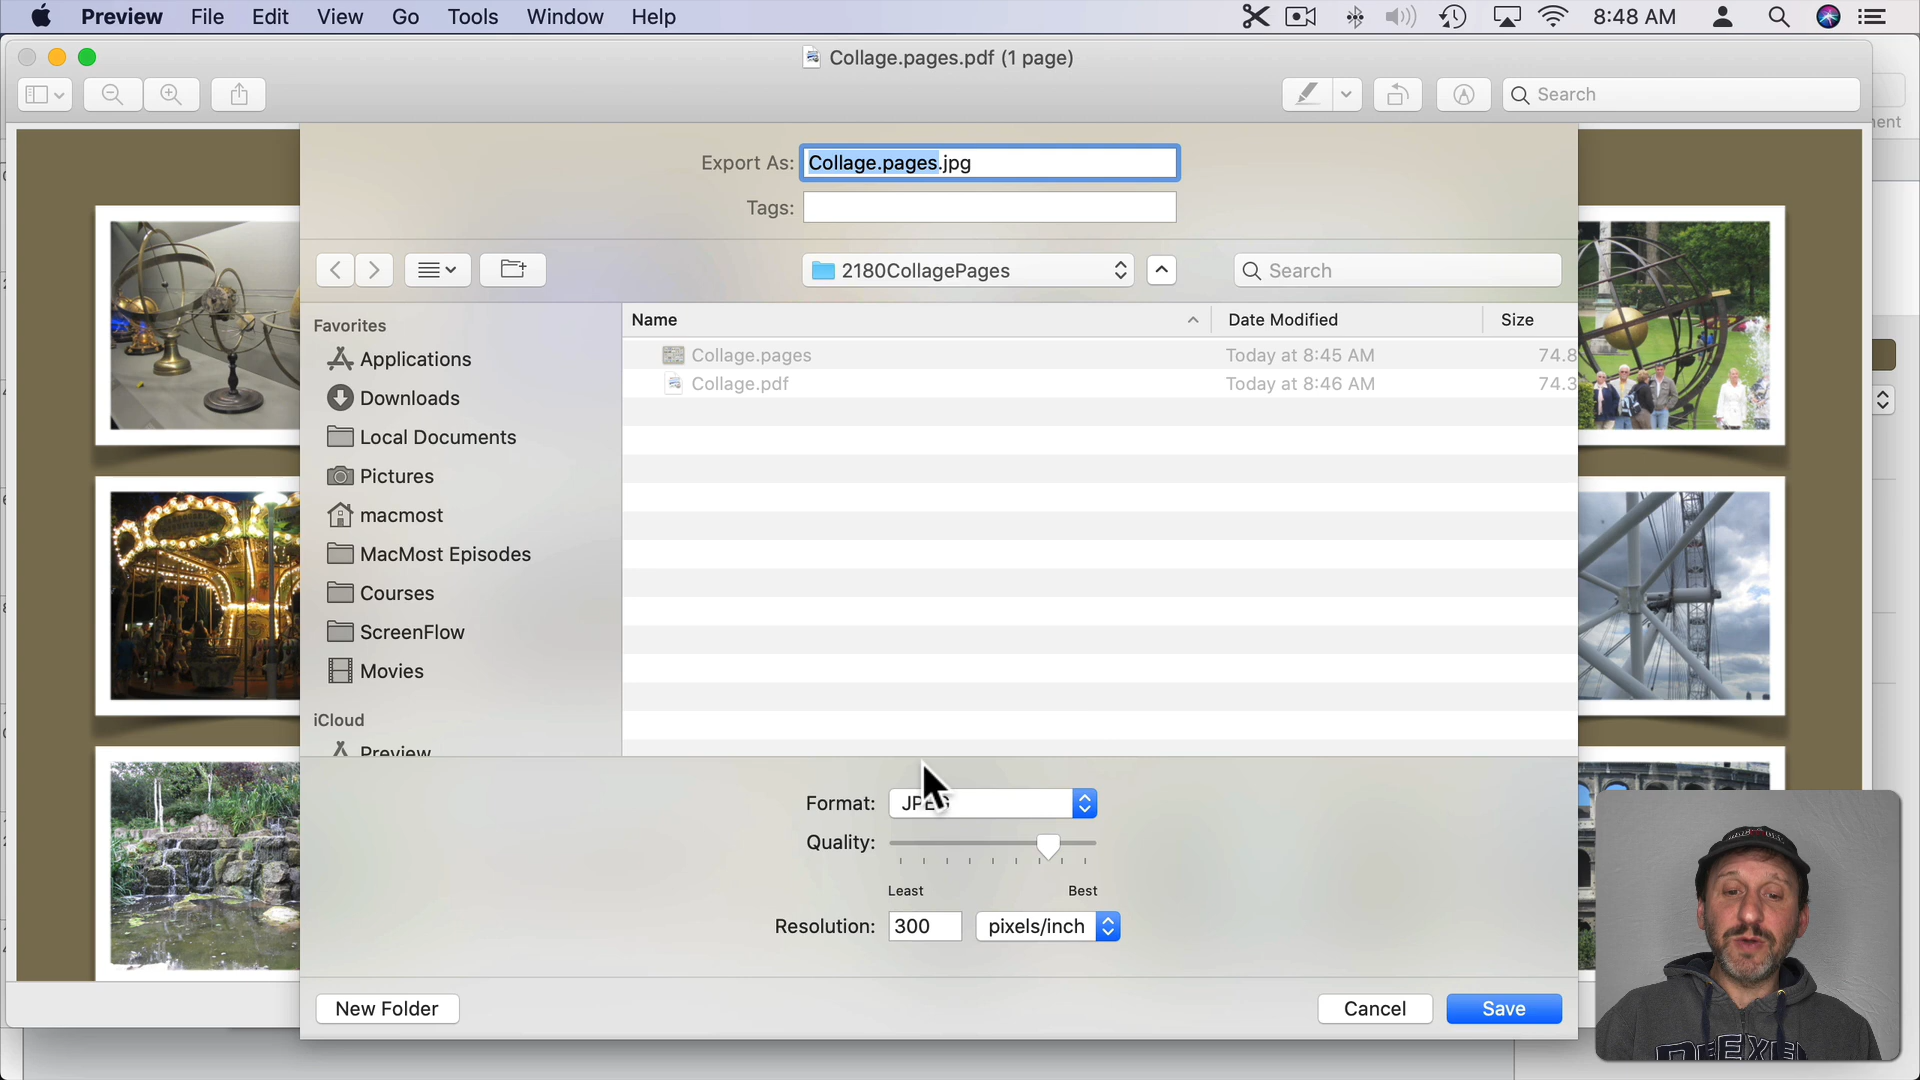 Preview File Edit View Go Tools Window Help 8:48 AM
Collage.pages.pdf (1 page)
Search
Export As: Collage.pages.jpg
Tags:
2180CollagePages
Search
Favorites
Applications
Downloads
Local Documents
Pictures
macmost
MacMost Episodes
Courses
ScreenFlow
Movies
iCloud
Preview
Name Date Modified Size
Collage.pages Today at 8:45 AM 74.8
Collage.pdf Today at 8:46 AM 74.3
Format: JPEG
Quality:
Least Best
Resolution: 300 pixels/inch
New Folder Cancel Save